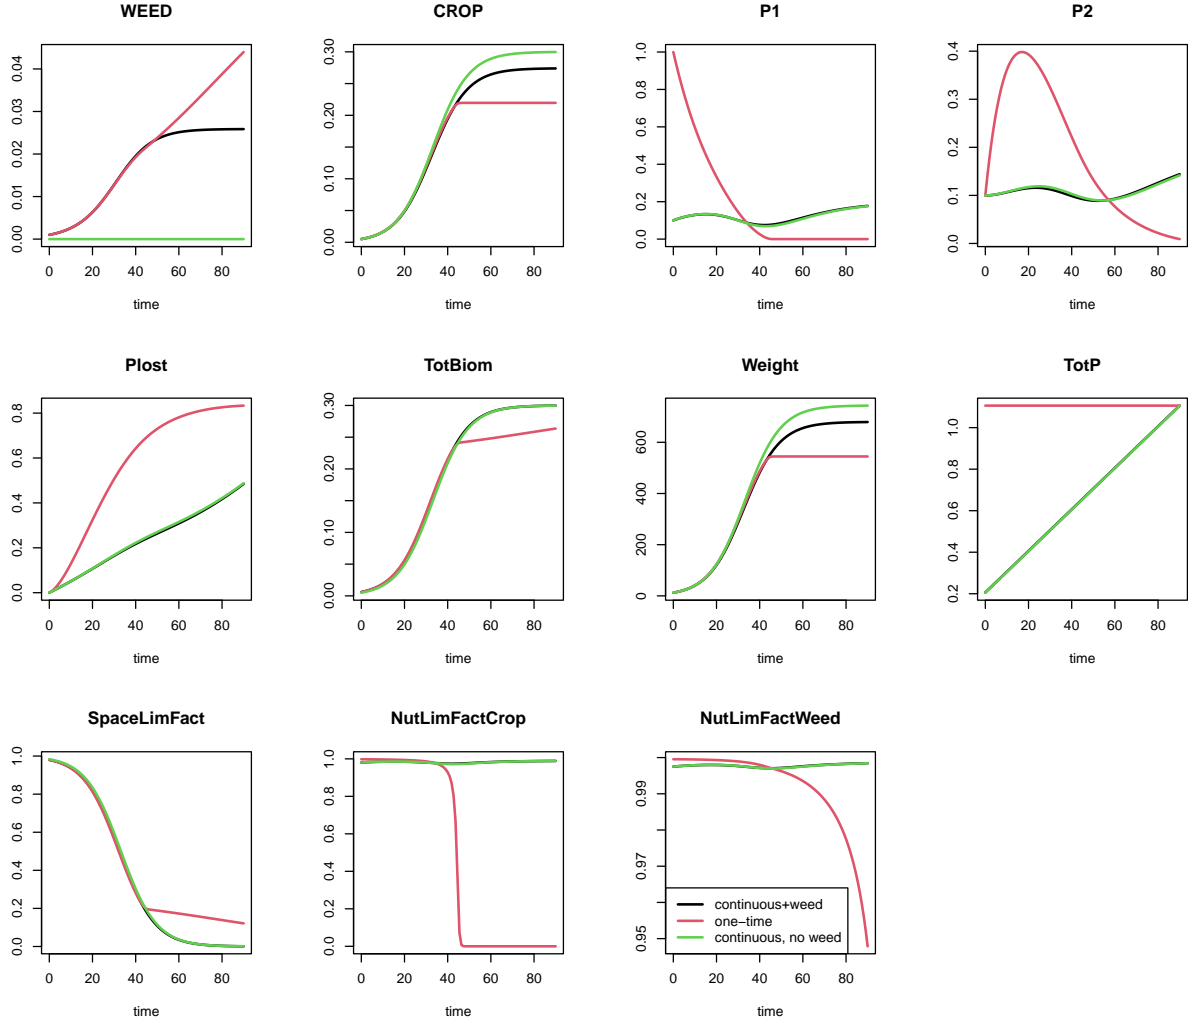 WEED CROP P1 P2
0.00 0.01 0.02 0.03 0.04
0 20 40 60 80
time
0.00 0.10 0.20 0.30
0 20 40 60 80
time
0.0 0.2 0.4 0.6 0.8 1.0
0 20 40 60 80
time
0.0 0.1 0.2 0.3 0.4
0 20 40 60 80
time
Plost TotBiom Weight TotP
0.0 0.2 0.4 0.6 0.8
0 20 40 60 80
time
0.00 0.10 0.20 0.30
0 20 40 60 80
time
0 200 400 600
0 20 40 60 80
time
0.2 0.4 0.6 0.8 1.0
0 20 40 60 80
time
SpaceLimFact NutLimFactCrop NutLimFactWeed
0.0 0.2 0.4 0.6 0.8 1.0
0 20 40 60 80
time
0.0 0.2 0.4 0.6 0.8 1.0
0 20 40 60 80
time
0.95 0.97 0.99
continuous+weed
one−time
continuous, no weed
0 20 40 60 80
time